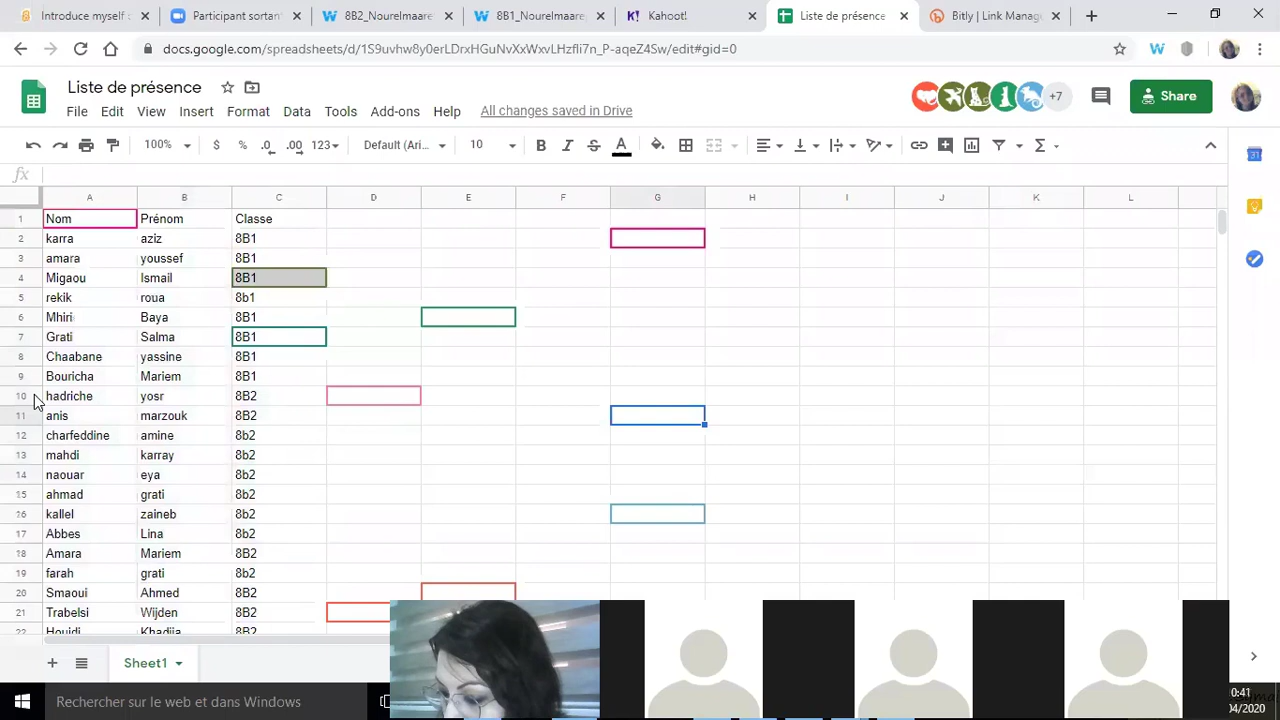 Introduce myself s
Participant sortan
8B2_Nourelmaare
8B1_Nourelmaare
Kahoot!
Liste de présence
Bitly | Link Manag
docs.google.com/spreadsheets/d/1S9uvhw8y0erLDrxHGuNvXxWxvLHzfli7n_P-aqeZ4Sw/edit#gid=0
Liste de présence
File Edit View Insert Format Data Tools Add-ons Help All changes saved in Drive
+7
Share
100% $ % .0 .00 123 Default (Ari... 10 B I S A
fx
A B C D E F G H I J K L
1 Nom Prénom Classe
2 karra aziz 8B1
3 amara youssef 8B1
4 Migaou Ismail 8B1
5 rekik roua 8b1
6 Mhiri Baya 8B1
7 Grati Salma 8B1
8 Chaabane yassine 8B1
9 Bouricha Mariem 8B1
10 hadriche yosr 8B2
11 anis marzouk 8B2
12 charfeddine amine 8b2
13 mahdi karray 8b2
14 naouar eya 8b2
15 ahmad grati 8b2
16 kallel zaineb 8b2
17 Abbes Lina 8b2
18 Amara Mariem 8B2
19 farah grati 8b2
20 Smaoui Ahmed 8B2
21 Trabelsi Wijden 8B2
22 Houidi Khadija 8B2
Sheet1
Rechercher sur le web et dans Windows
0:41
04/2020